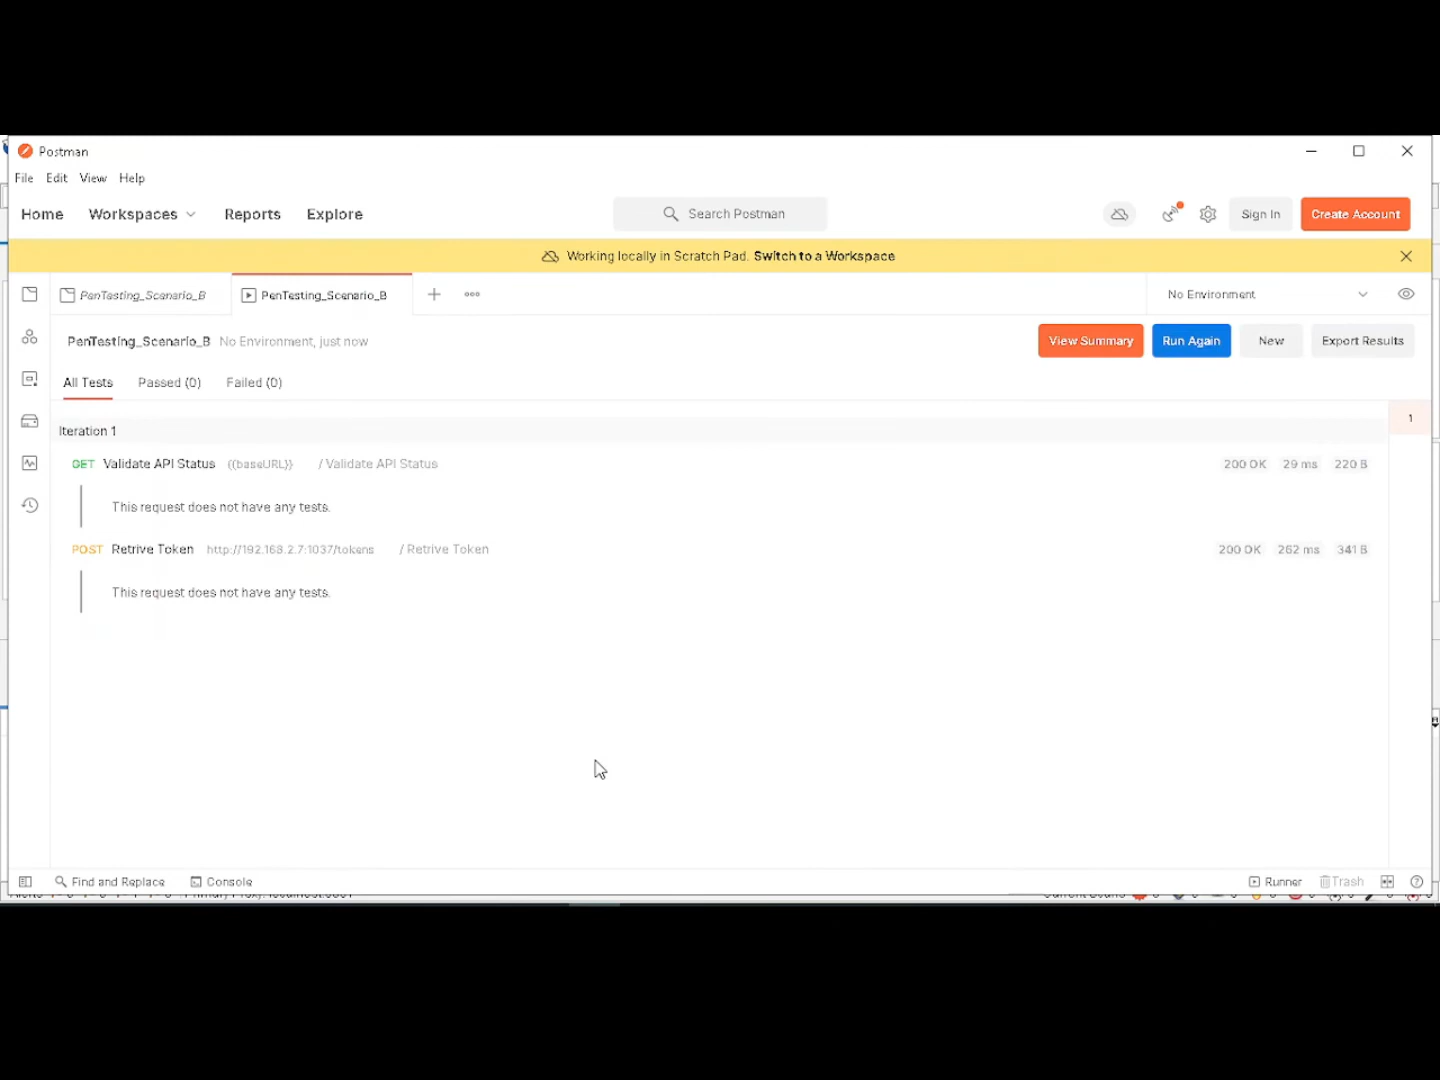 Postman
File Edit View Help
Home Workspaces Reports Explore Search Postman Sign In Create Account
Working locally in Scratch Pad. Switch to a Workspace
PenTesting_Scenario_B PenTesting_Scenario_B No Environment
PenTesting_Scenario_B No Environment, just now View Summary Run Again New Export Results
All Tests Passed (0) Failed (0)
1
Iteration 1
GET Validate API Status {{baseURL}} / Validate API Status 200 OK 29 ms 220 B
This request does not have any tests.
POST Retrive Token http://192.168.2.7:1037/tokens / Retrive Token 200 OK 262 ms 341 B
This request does not have any tests.
Find and Replace Console Runner Trash